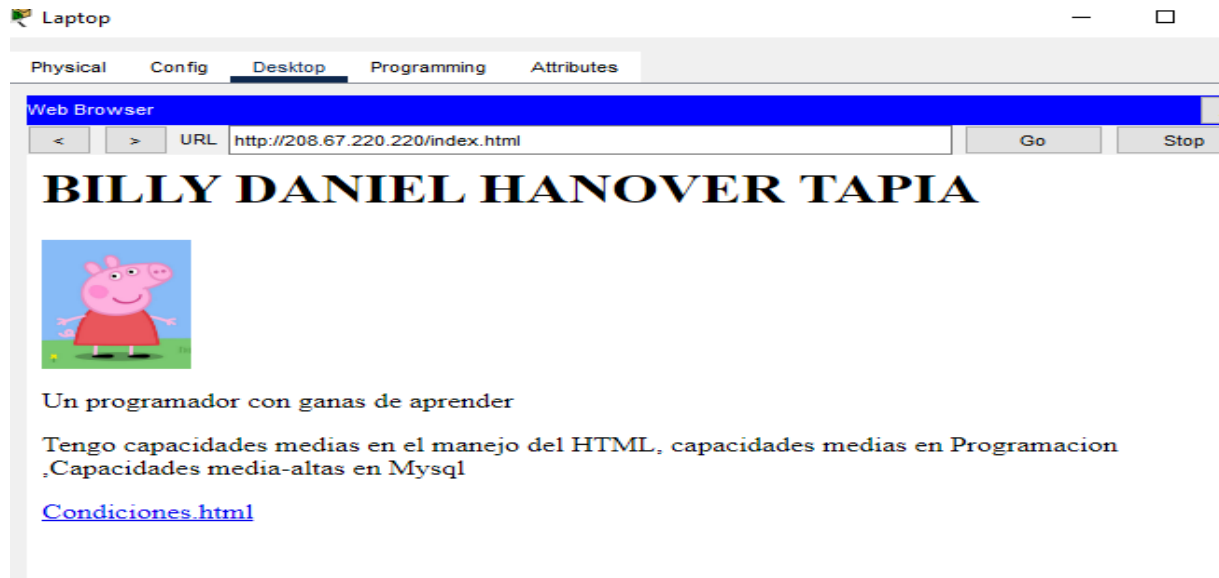 Laptop
Physical Config Desktop Programming Attributes
Web Browser
< > URL http://208.67.220.220/index.html Go Stop
BILLY DANIEL HANOVER TAPIA
Un programador con ganas de aprender
Tengo capacidades medias en el manejo del HTML, capacidades medias en Programacion
,Capacidades media-altas en Mysql
Condiciones.html